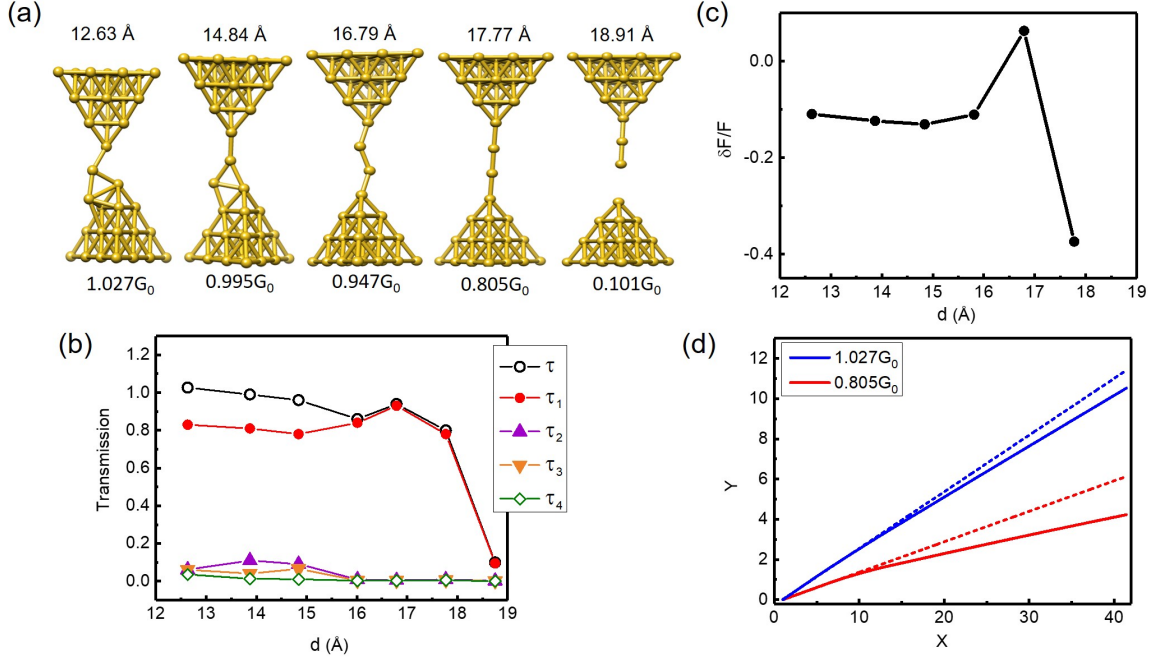 (a)
12.63 Å 14.84 Å 16.79 Å 17.77 Å 18.91 Å
1.027G₀ 0.995G₀ 0.947G₀ 0.805G₀ 0.101G₀
(b)
Transmission
1.2
1.0
0.8
0.6
0.4
0.2
0.0
12 13 14 15 16 17 18 19
d (Å)
τ
τ₁
τ₂
τ₃
τ₄
(c)
δF/F
0.0
-0.2
-0.4
12 13 14 15 16 17 18 19
d (Å)
(d)
1.027G₀
0.805G₀
Y
12
10
8
6
4
2
0
0 10 20 30 40
X